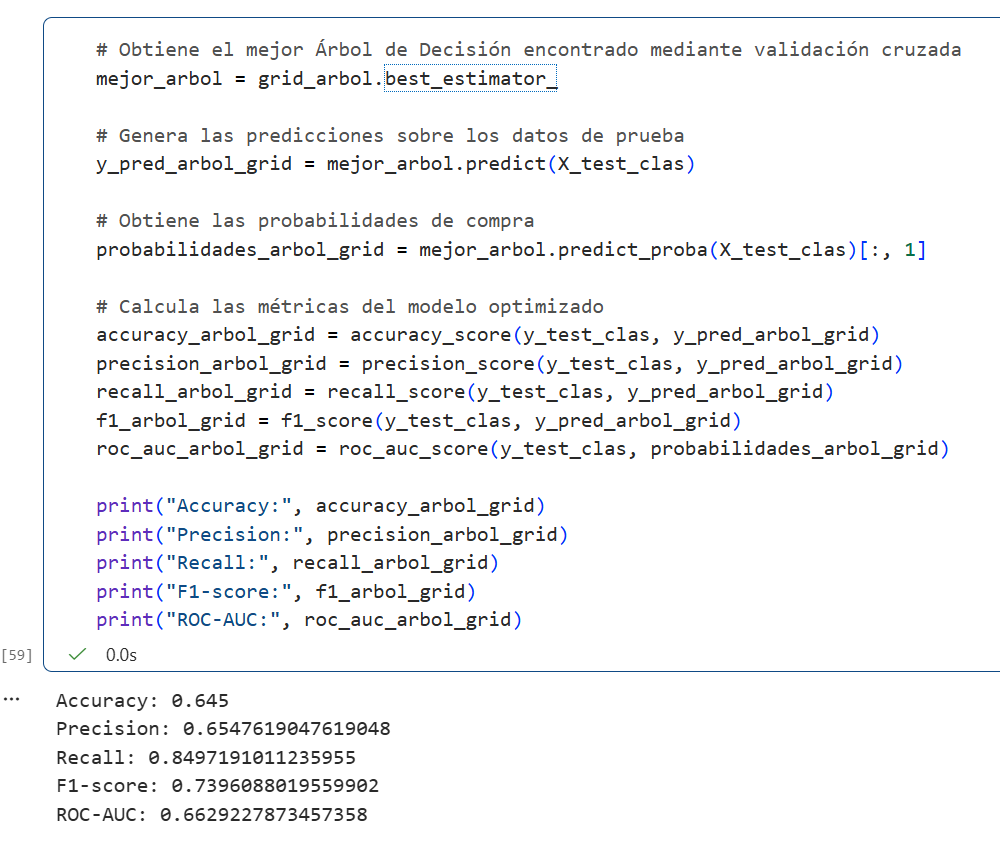 # Obtiene el mejor Árbol de Decisión encontrado mediante validación cruzada
mejor_arbol = grid_arbol.best_estimator_
# Genera las predicciones sobre los datos de prueba
y_pred_arbol_grid = mejor_arbol.predict(X_test_clas)
# Obtiene las probabilidades de compra
probabilidades_arbol_grid = mejor_arbol.predict_proba(X_test_clas)[:, 1]
# Calcula las métricas del modelo optimizado
accuracy_arbol_grid = accuracy_score(y_test_clas, y_pred_arbol_grid)
precision_arbol_grid = precision_score(y_test_clas, y_pred_arbol_grid)
recall_arbol_grid = recall_score(y_test_clas, y_pred_arbol_grid)
f1_arbol_grid = f1_score(y_test_clas, y_pred_arbol_grid)
roc_auc_arbol_grid = roc_auc_score(y_test_clas, probabilidades_arbol_grid)
print("Accuracy:", accuracy_arbol_grid)
print("Precision:", precision_arbol_grid)
print("Recall:", recall_arbol_grid)
print("F1-score:", f1_arbol_grid)
print("ROC-AUC:", roc_auc_arbol_grid)
[59] 0.0s
... Accuracy: 0.645
Precision: 0.6547619047619048
Recall: 0.8497191011235955
F1-score: 0.7396088019559902
ROC-AUC: 0.6629227873457358